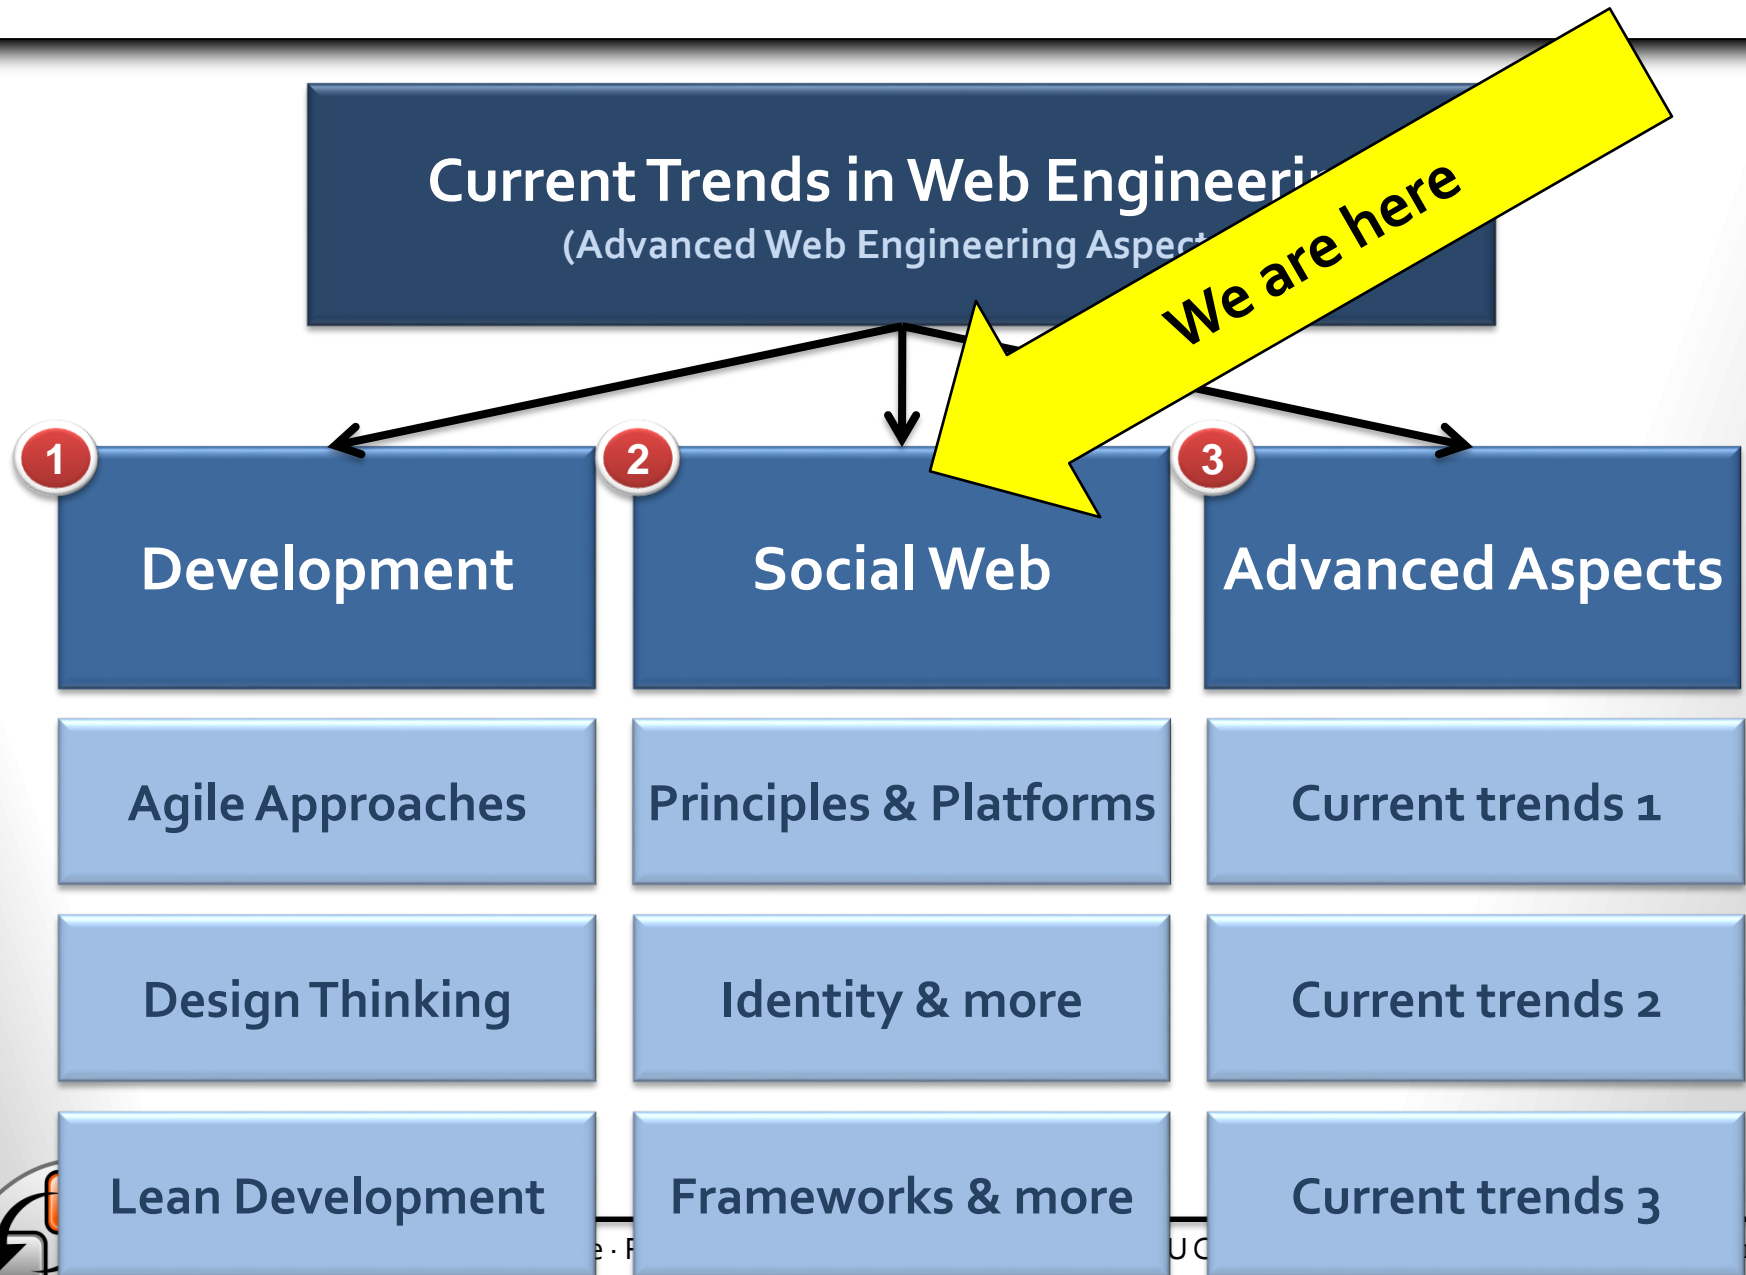 Current Trends in Web Engineeri
(Advanced Web Engineering Aspect
We are here
1
2
3
Development
Social Web
Advanced Aspects
Agile Approaches
Principles & Platforms
Current trends 1
Design Thinking
Identity & more
Current trends 2
Lean Development
Frameworks & more
Current trends 3